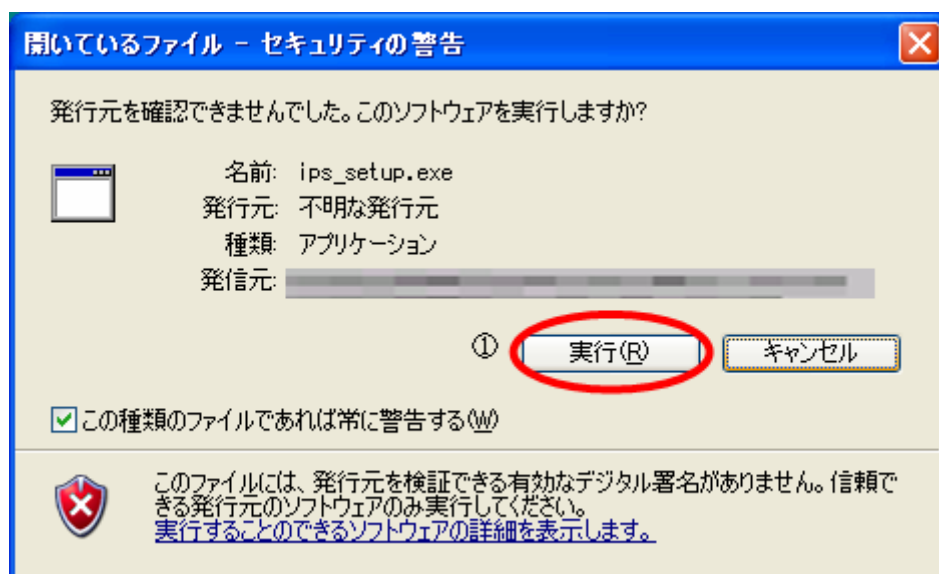 開いているファイル - セキュリティの警告
発行元を確認できませんでした。このソフトウェアを実行しますか?
名前: ips_setup.exe
発行元: 不明な発行元
種類: アプリケーション
発信元:
① 実行(R) キャンセル
この種類のファイルであれば常に警告する(W)
このファイルには、発行元を検証できる有効なデジタル署名がありません。信頼で
きる発行元のソフトウェアのみ実行してください。
実行することのできるソフトウェアの詳細を表示します。